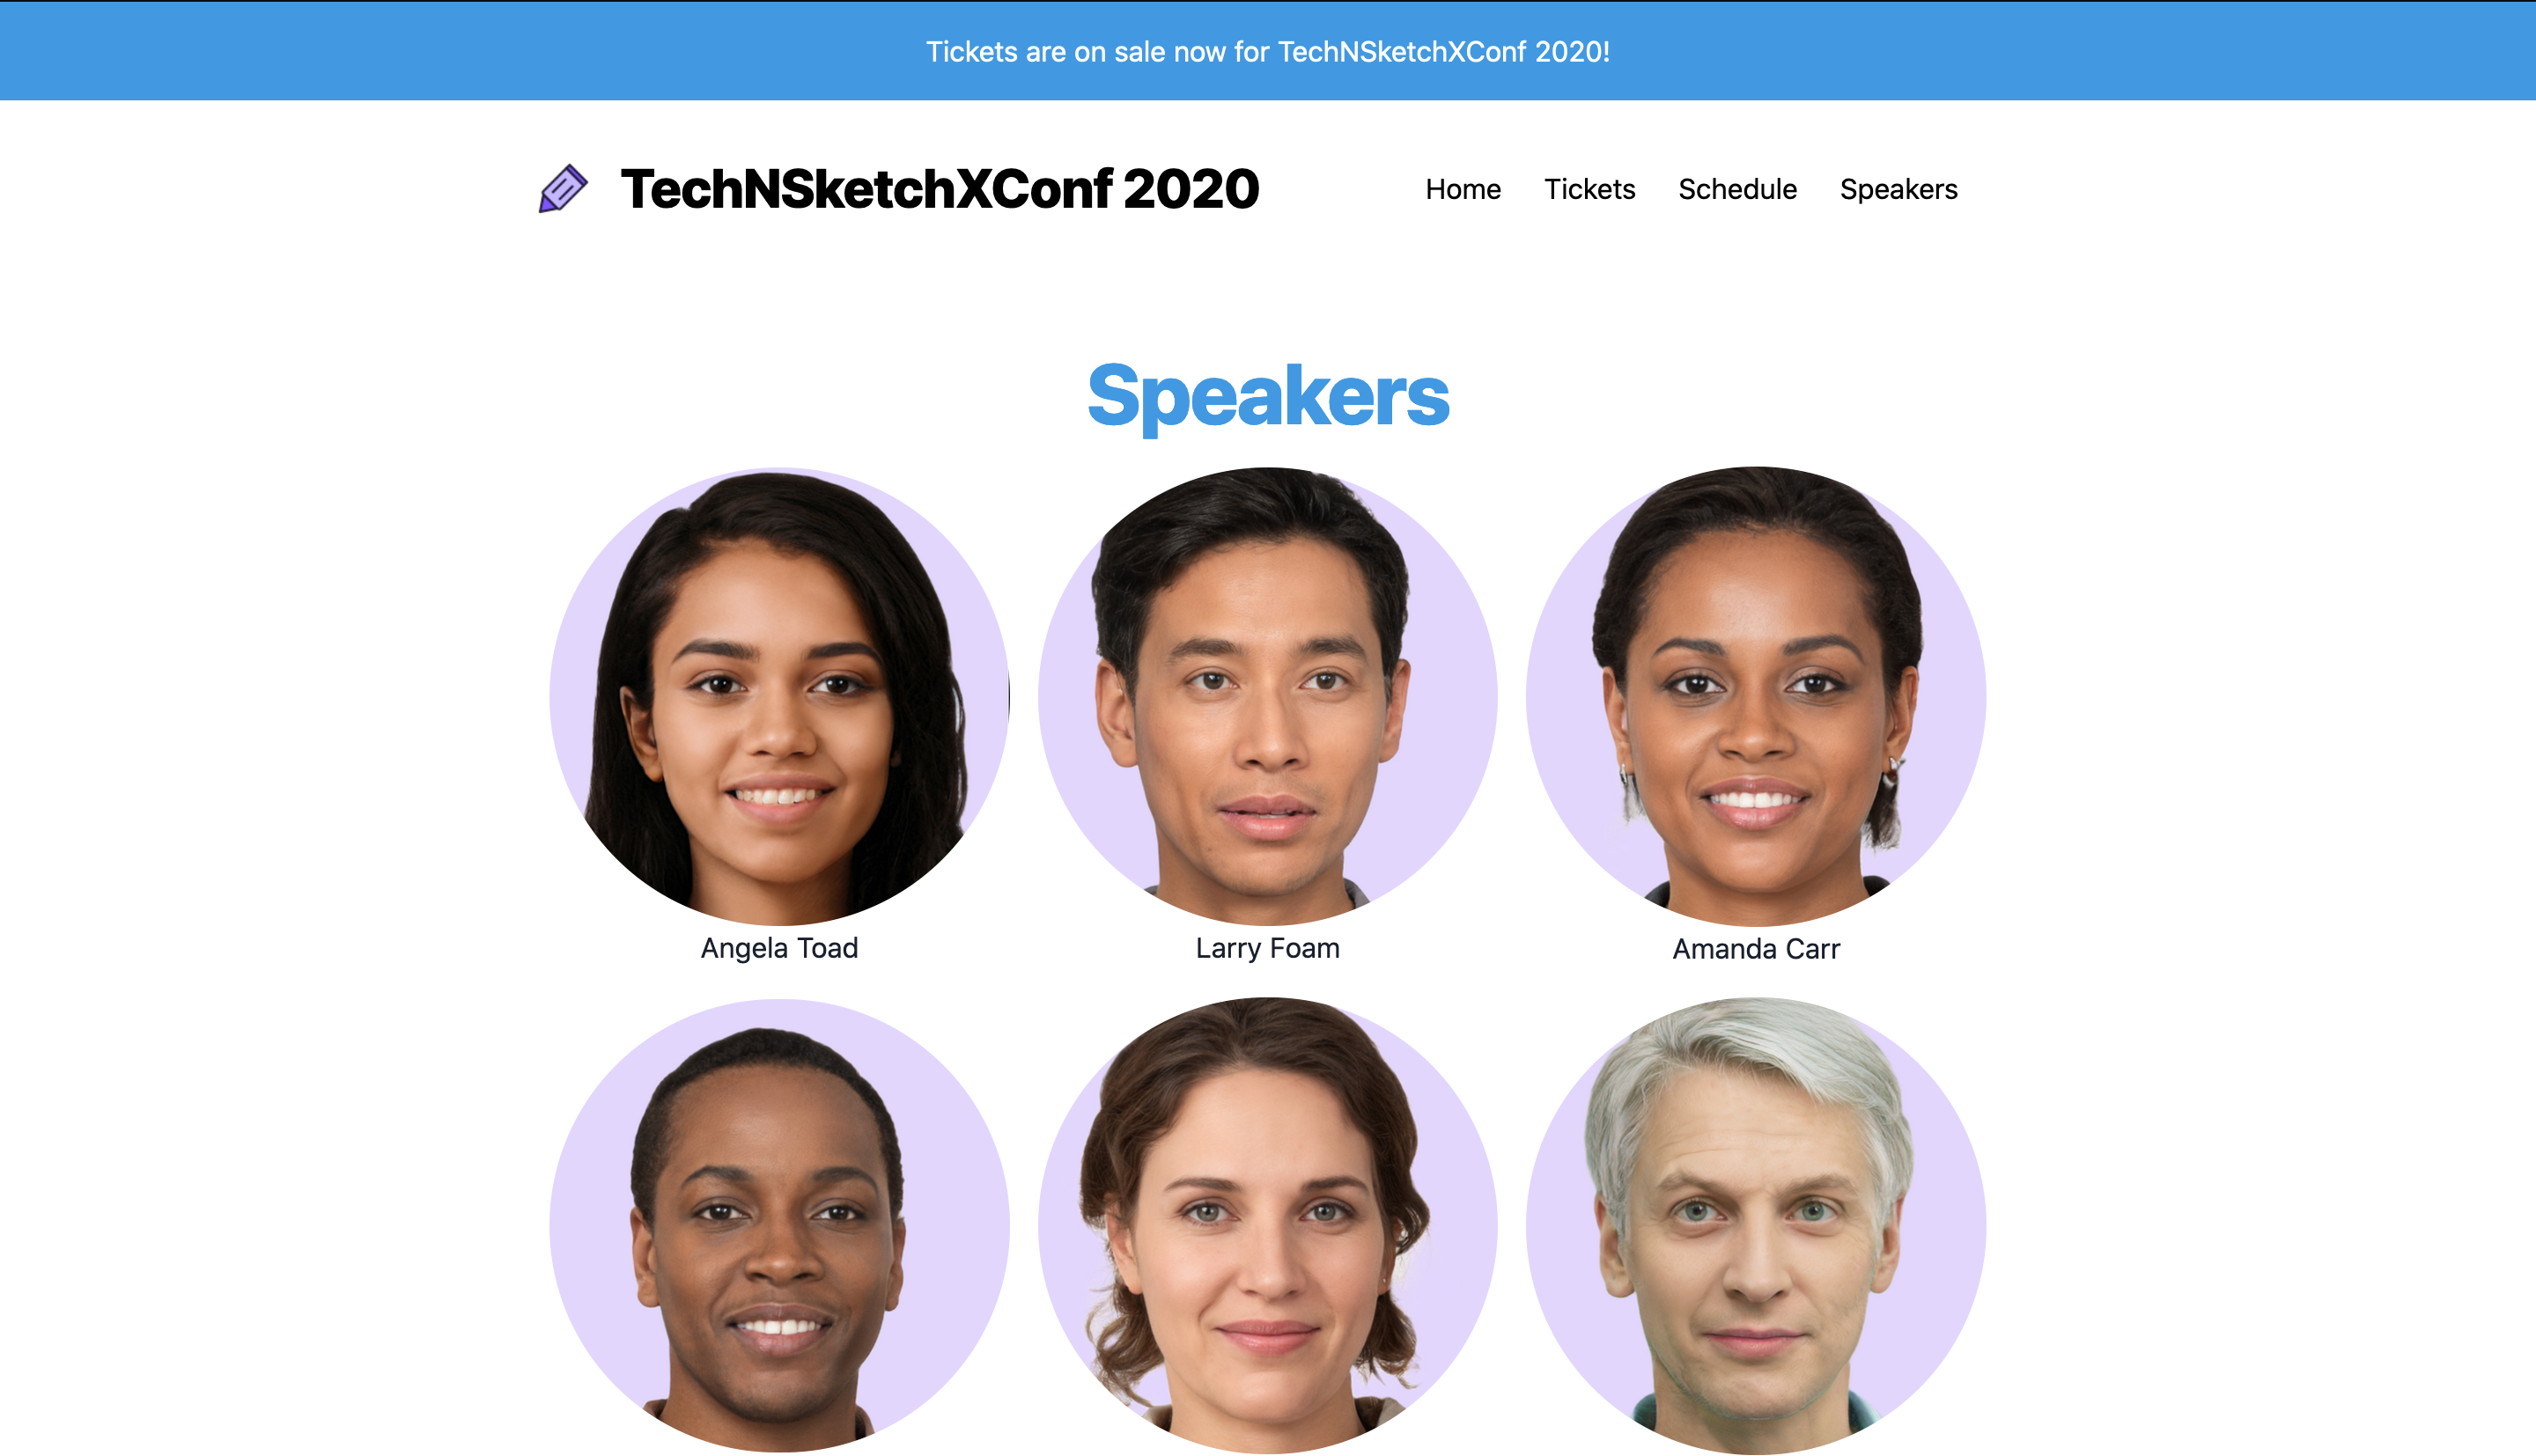 Tickets are on sale now for TechNSketchXConf 2020!
TechNSketchXConf 2020
Home Tickets Schedule Speakers
Speakers
Angela Toad
Larry Foam
Amanda Carr